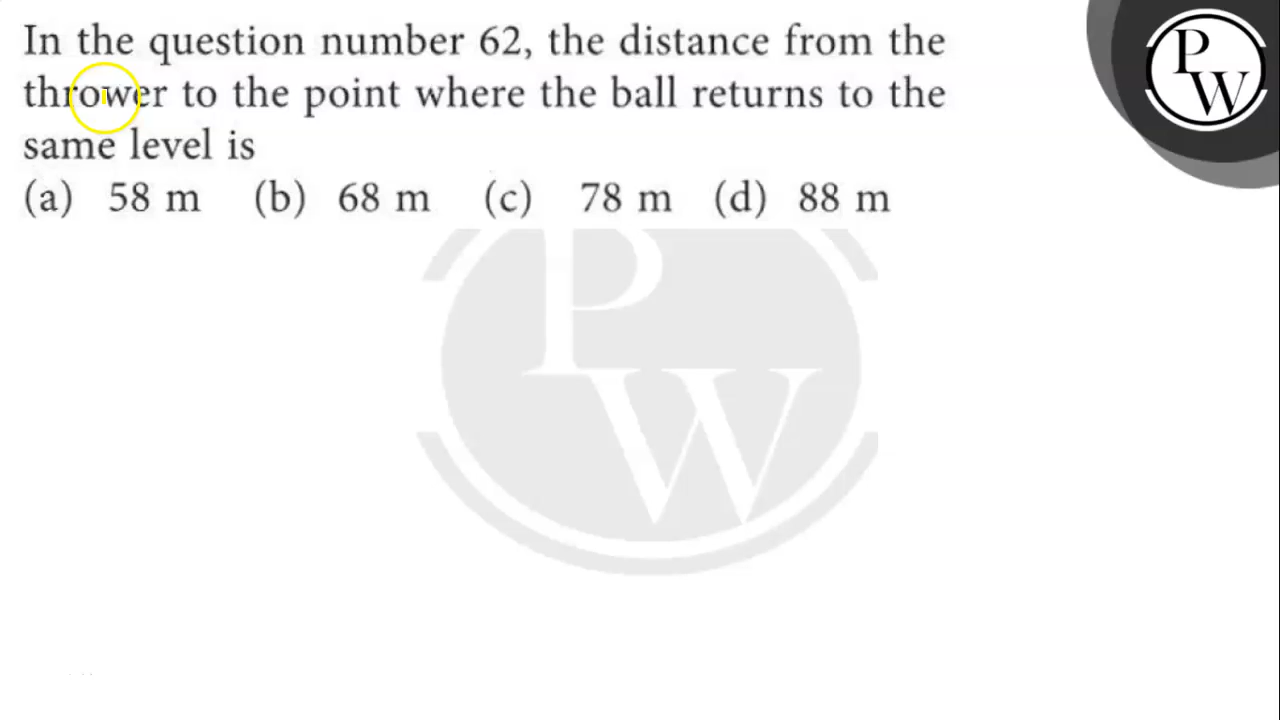 In the question number 62, the distance from the
thrower to the point where the ball returns to the
same level is
(a) 58 m (b) 68 m (c) 78 m (d) 88 m
P
W
P
W